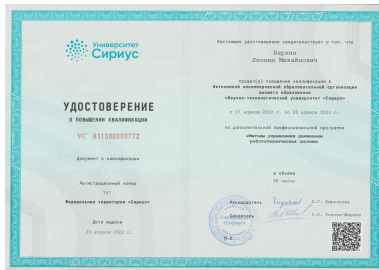 Университет
Сириус
УДОСТОВЕРЕНИЕ
О ПОВЫШЕНИИ КВАЛИФИКАЦИИ
УС 031500000772
Документ о квалификации
Регистрационный номер
767
Федеральная территория «Сириус»
Дата выдачи
20 апреля 2022 г.
Настоящее удостоверение свидетельствует о том, что
Берлин
Леонид Михайлович
прошел(а) повышение квалификации в
Автономной некоммерческой образовательной организации
высшего образования
«Научно-технологический университет «Сириус»
с 07 апреля 2022 г. по 20 апреля 2022 г.
по дополнительной профессиональной программе
«Методы управления движением
робототехнических систем»
в объеме
96 часов
Руководитель
Секретарь
М.П.